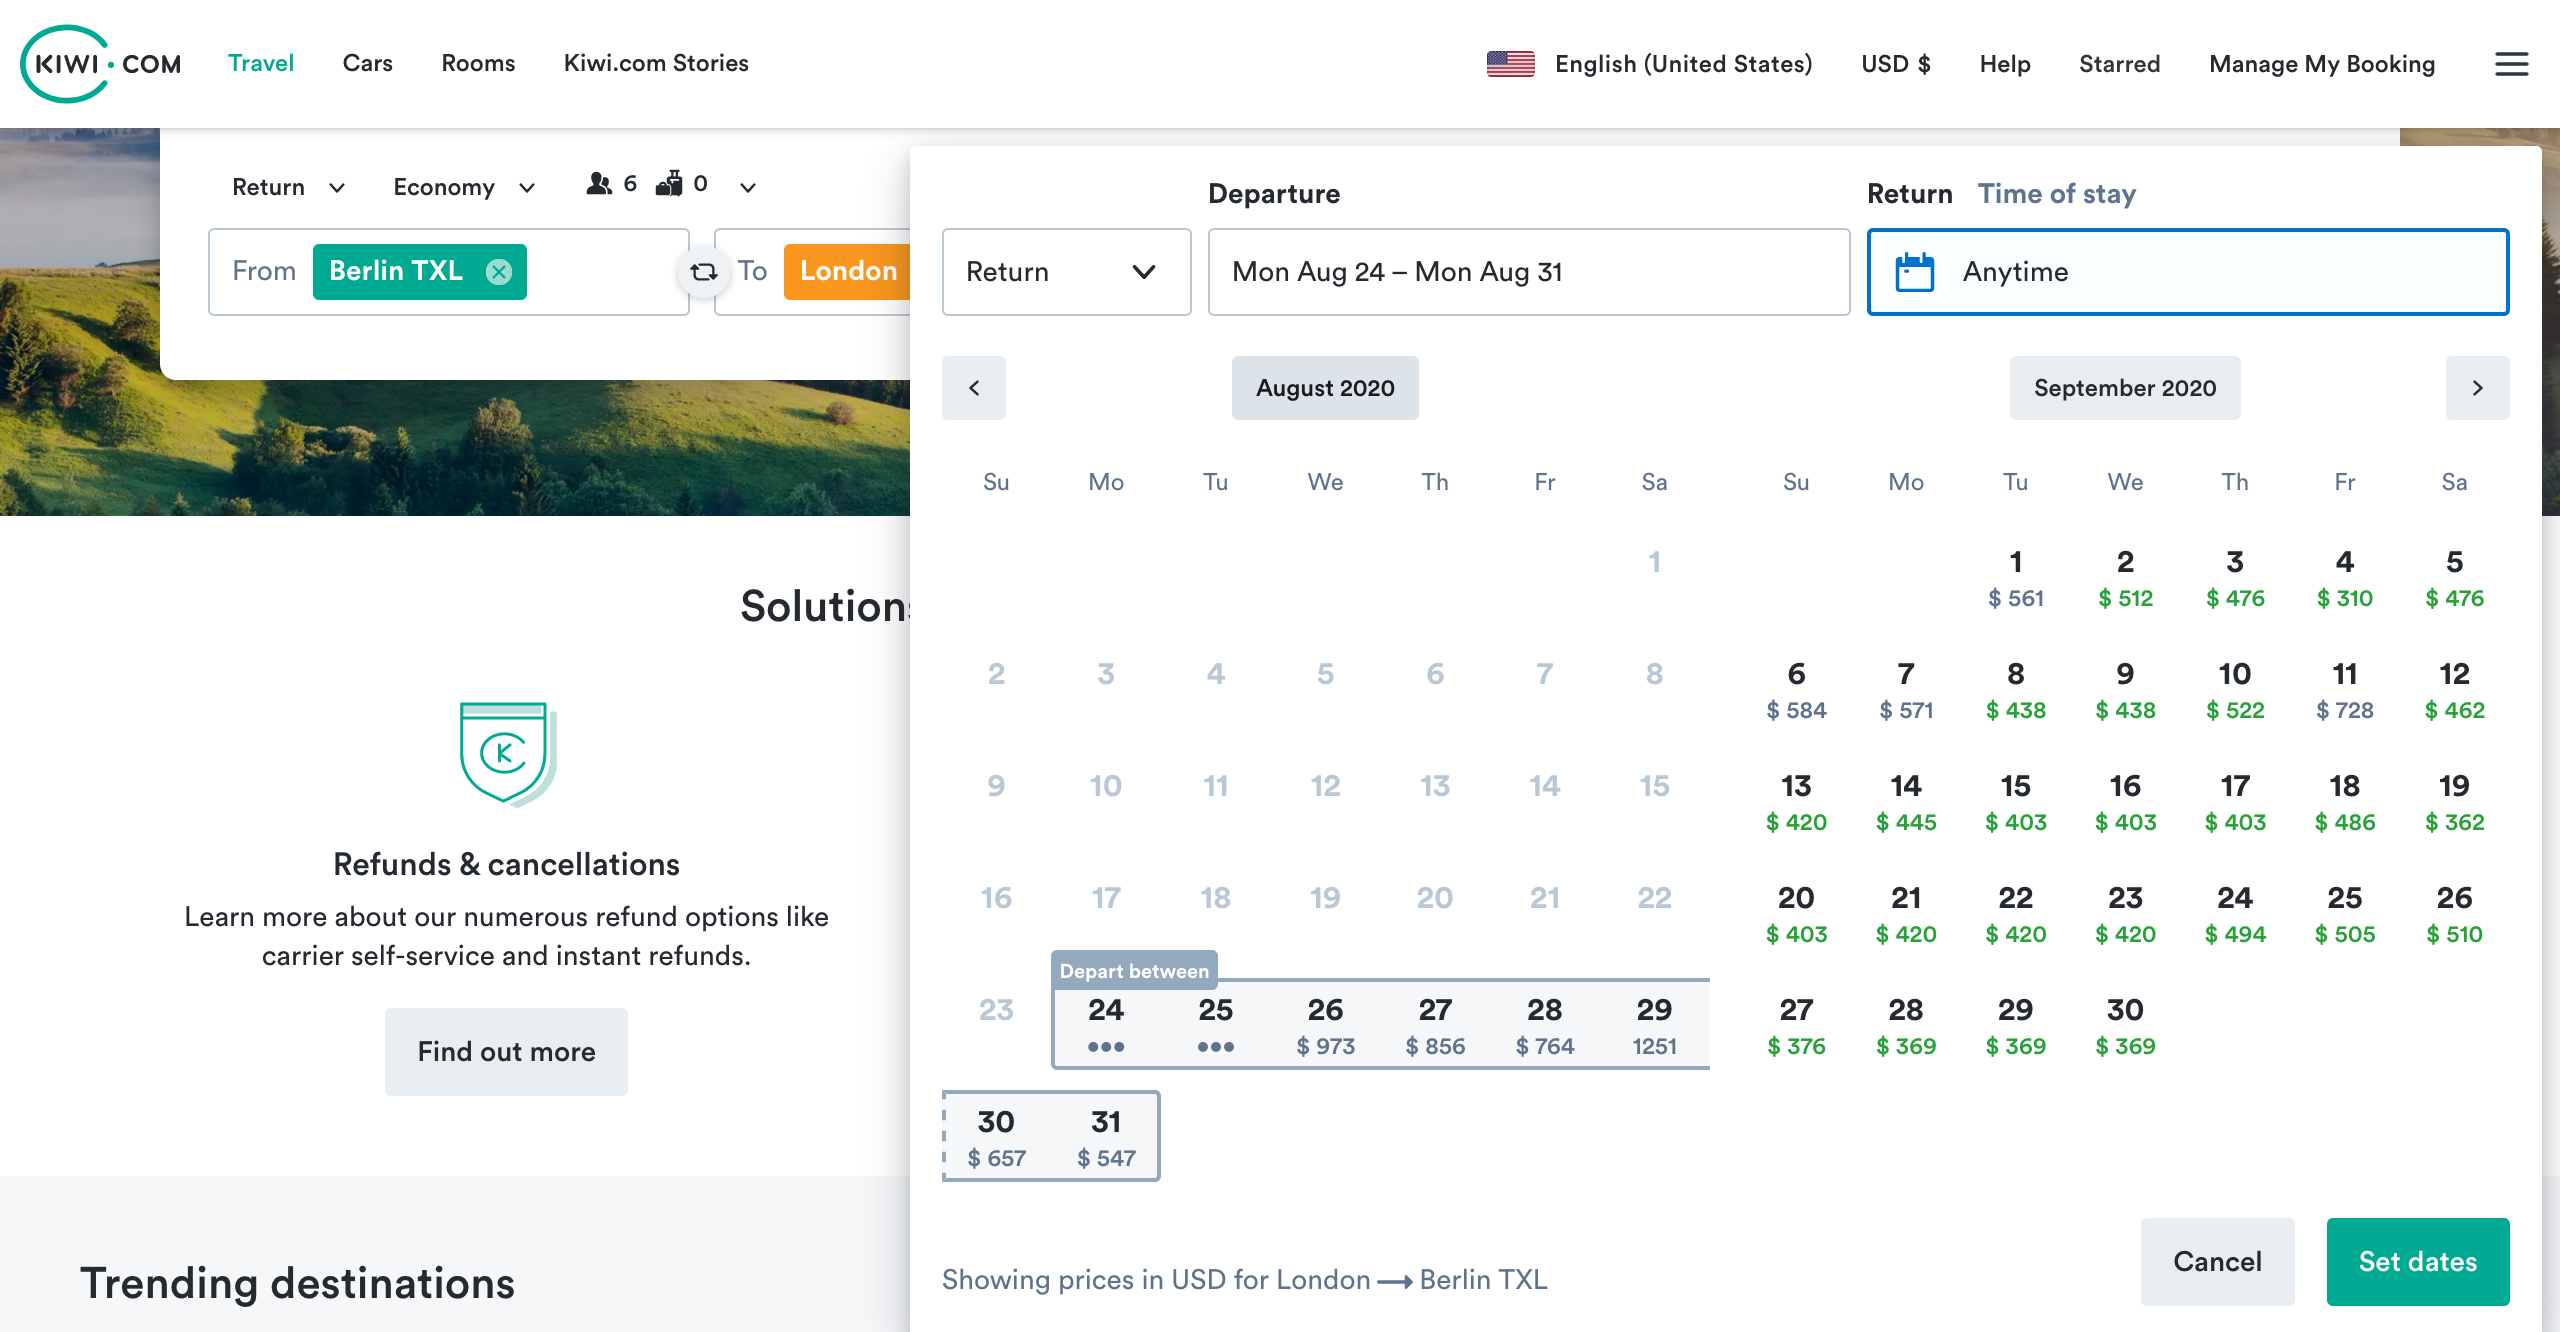 KIWI.COM Travel Cars Rooms Kiwi.com Stories English (United States) USD $ Help Starred Manage My Booking
Return Economy 6 0
From Berlin TXL To London
Departure Return Time of stay
Return Mon Aug 24 – Mon Aug 31 Anytime
August 2020 September 2020
Su Mo Tu We Th Fr Sa Su Mo Tu We Th Fr Sa
1 1 2 3 4 5
$ 561 $ 512 $ 476 $ 310 $ 476
2 3 4 5 6 7 8 6 7 8 9 10 11 12
$ 584 $ 571 $ 438 $ 438 $ 522 $ 728 $ 462
9 10 11 12 13 14 15 13 14 15 16 17 18 19
$ 420 $ 445 $ 403 $ 403 $ 403 $ 486 $ 362
16 17 18 19 20 21 22 20 21 22 23 24 25 26
$ 403 $ 420 $ 420 $ 420 $ 494 $ 505 $ 510
Depart between
23 24 25 26 27 28 29 27 28 29 30
••• ••• $ 973 $ 856 $ 764 1251 $ 376 $ 369 $ 369 $ 369
30 31
$ 657 $ 547
Showing prices in USD for London → Berlin TXL
Cancel Set dates
Solutions
K
Refunds & cancellations
Learn more about our numerous refund options like
carrier self-service and instant refunds.
Find out more
Trending destinations